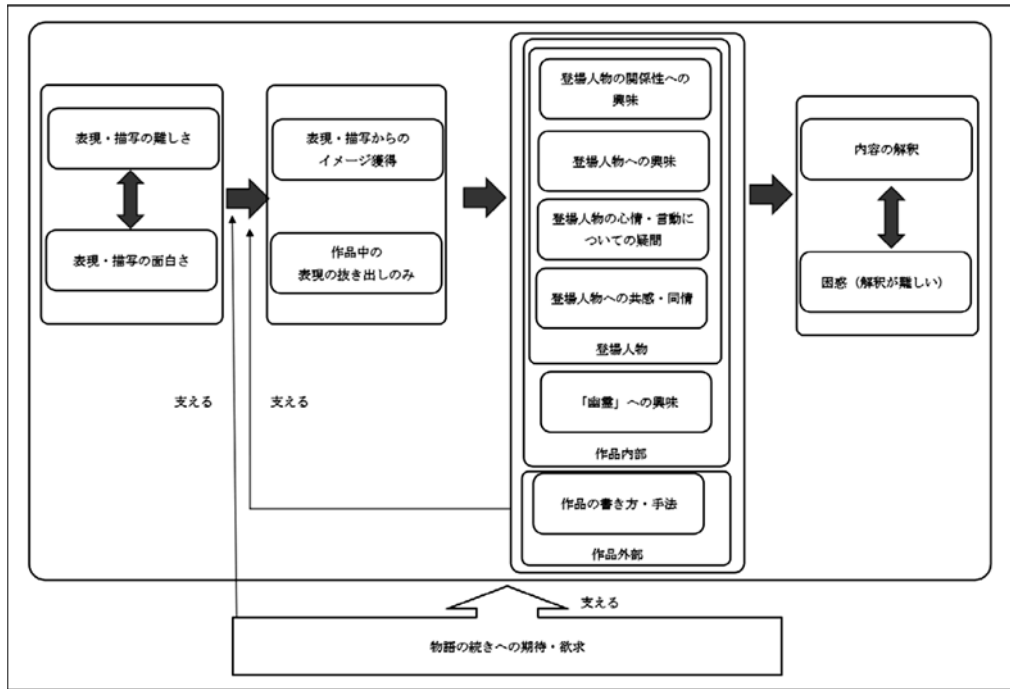 表現・描写の難しさ
表現・描写の面白さ
表現・描写からの
イメージ獲得
作品中の
表現の抜き出しのみ
登場人物の関係性への
興味
登場人物への興味
登場人物の心情・言動に
ついての疑問
登場人物への共感・同情
登場人物
「幽霊」への興味
作品内部
作品の書き方・手法
作品外部
内容の解釈
困惑（解釈が難しい）
支える
支える
支える
物語の続きへの期待・欲求